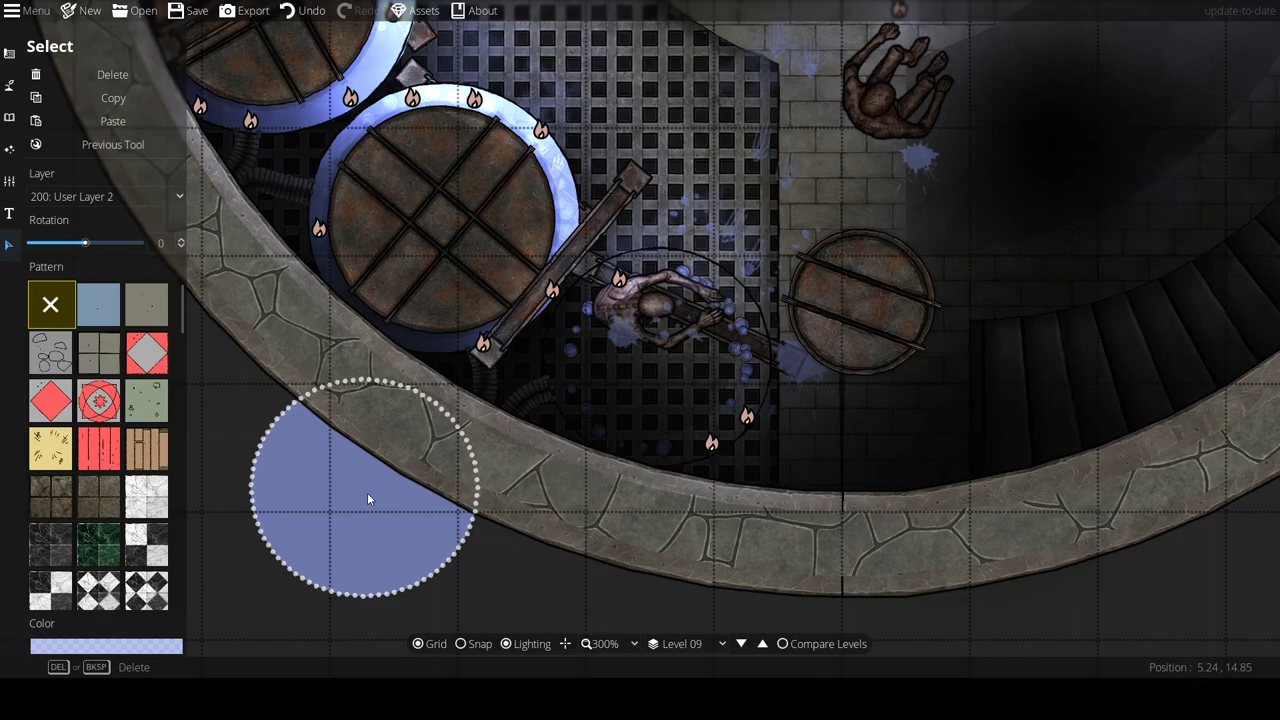 Menu New Open Save Export Undo Redo Assets About update-to-date
Select
Delete
Copy
Paste
Previous Tool
Layer
200: User Layer 2
Rotation
0
Pattern
Color
Grid Snap Lighting 300% Level 09 Compare Levels
DEL or BKSP Delete Position : 5.24 , 14.85